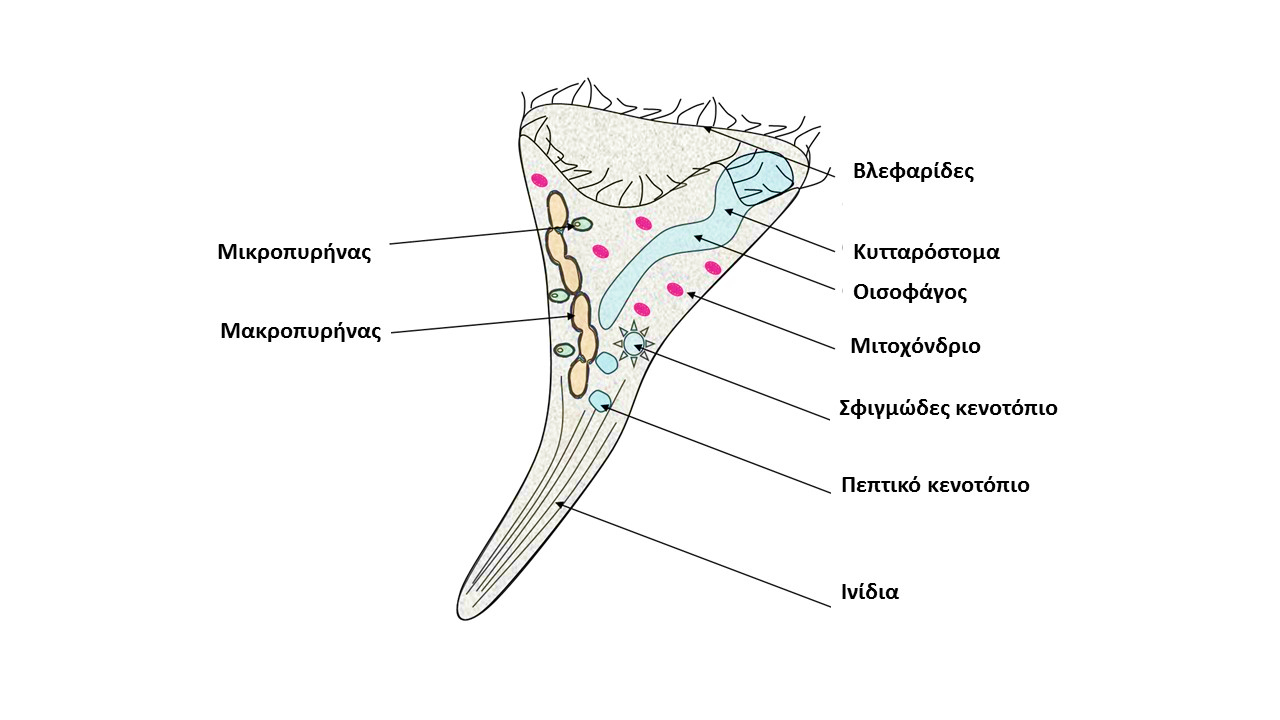 Βλεφαρίδες
Μικροπυρήνας
Κυτταρόστομα
Οισοφάγος
Μακροπυρήνας
Μιτοχόνδριο
Σφιγμώδες κενοτόπιο
Πεπτικό κενοτόπιο
Ινίδια